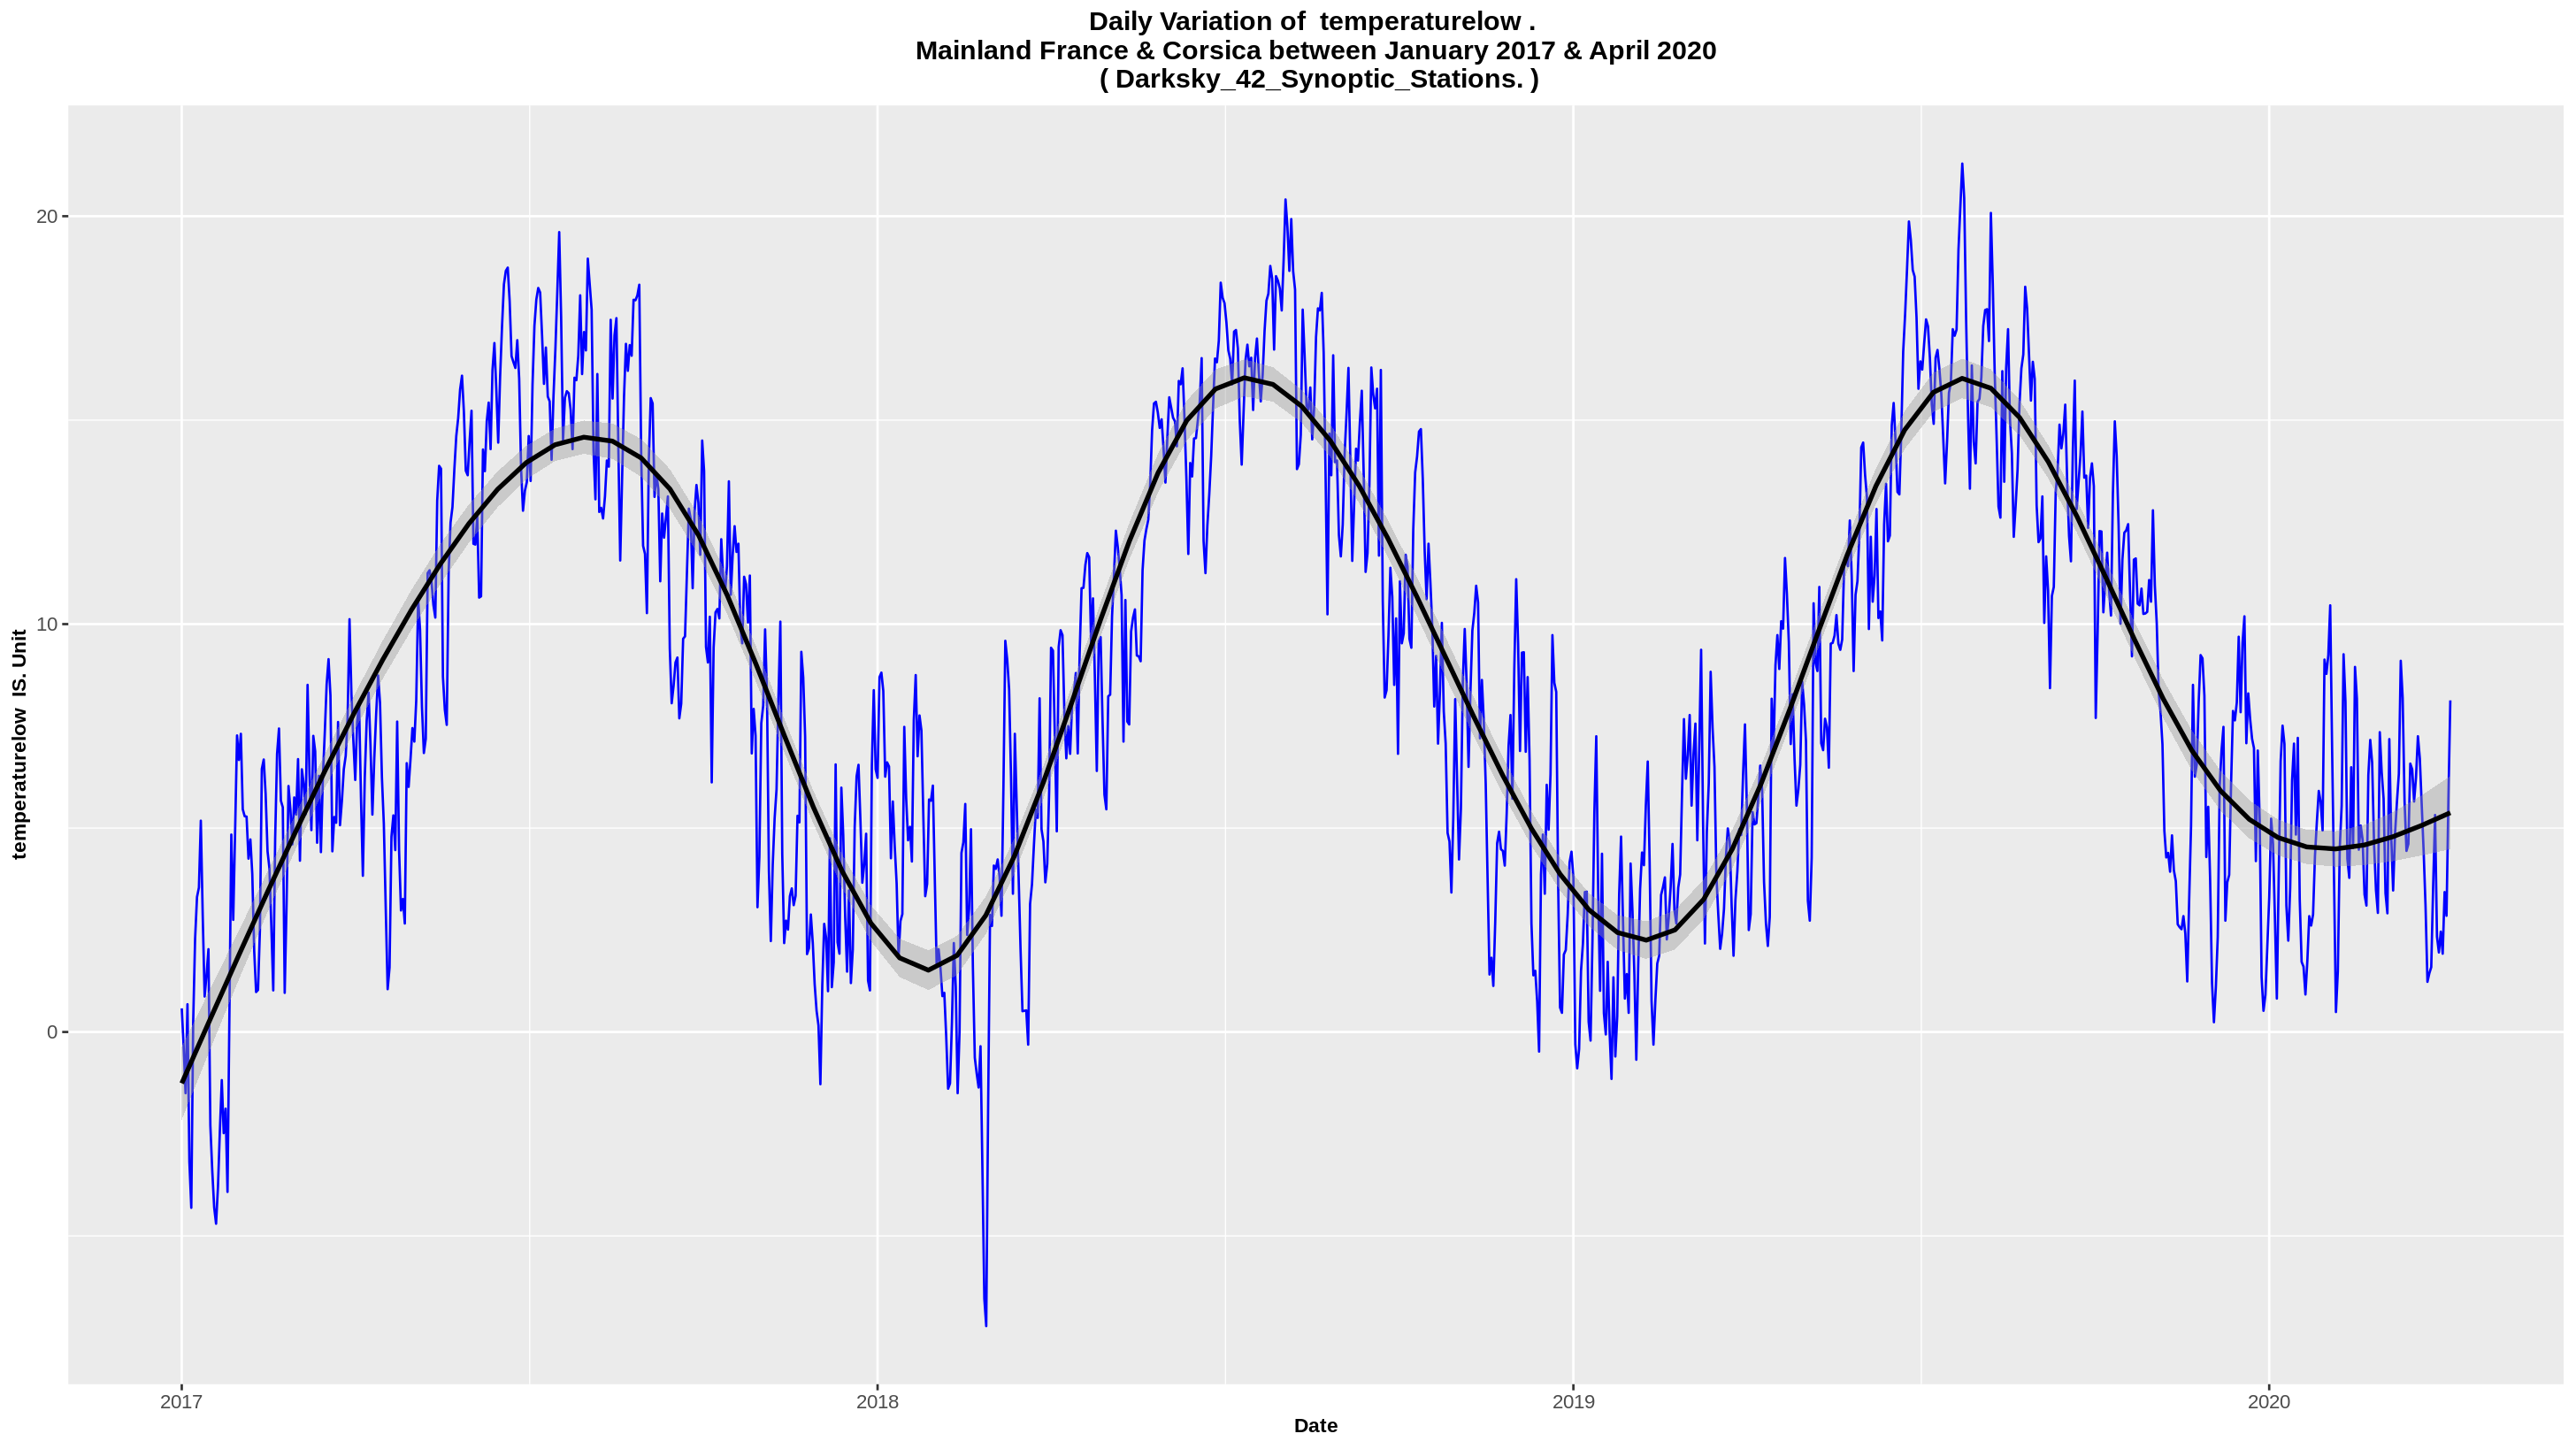 Daily Variation of  temperaturelow .
Mainland France & Corsica between January 2017 & April 2020
( Darksky_42_Synoptic_Stations. )
temperaturelow  IS. Unit
20
10
0
2017
2018
2019
2020
Date